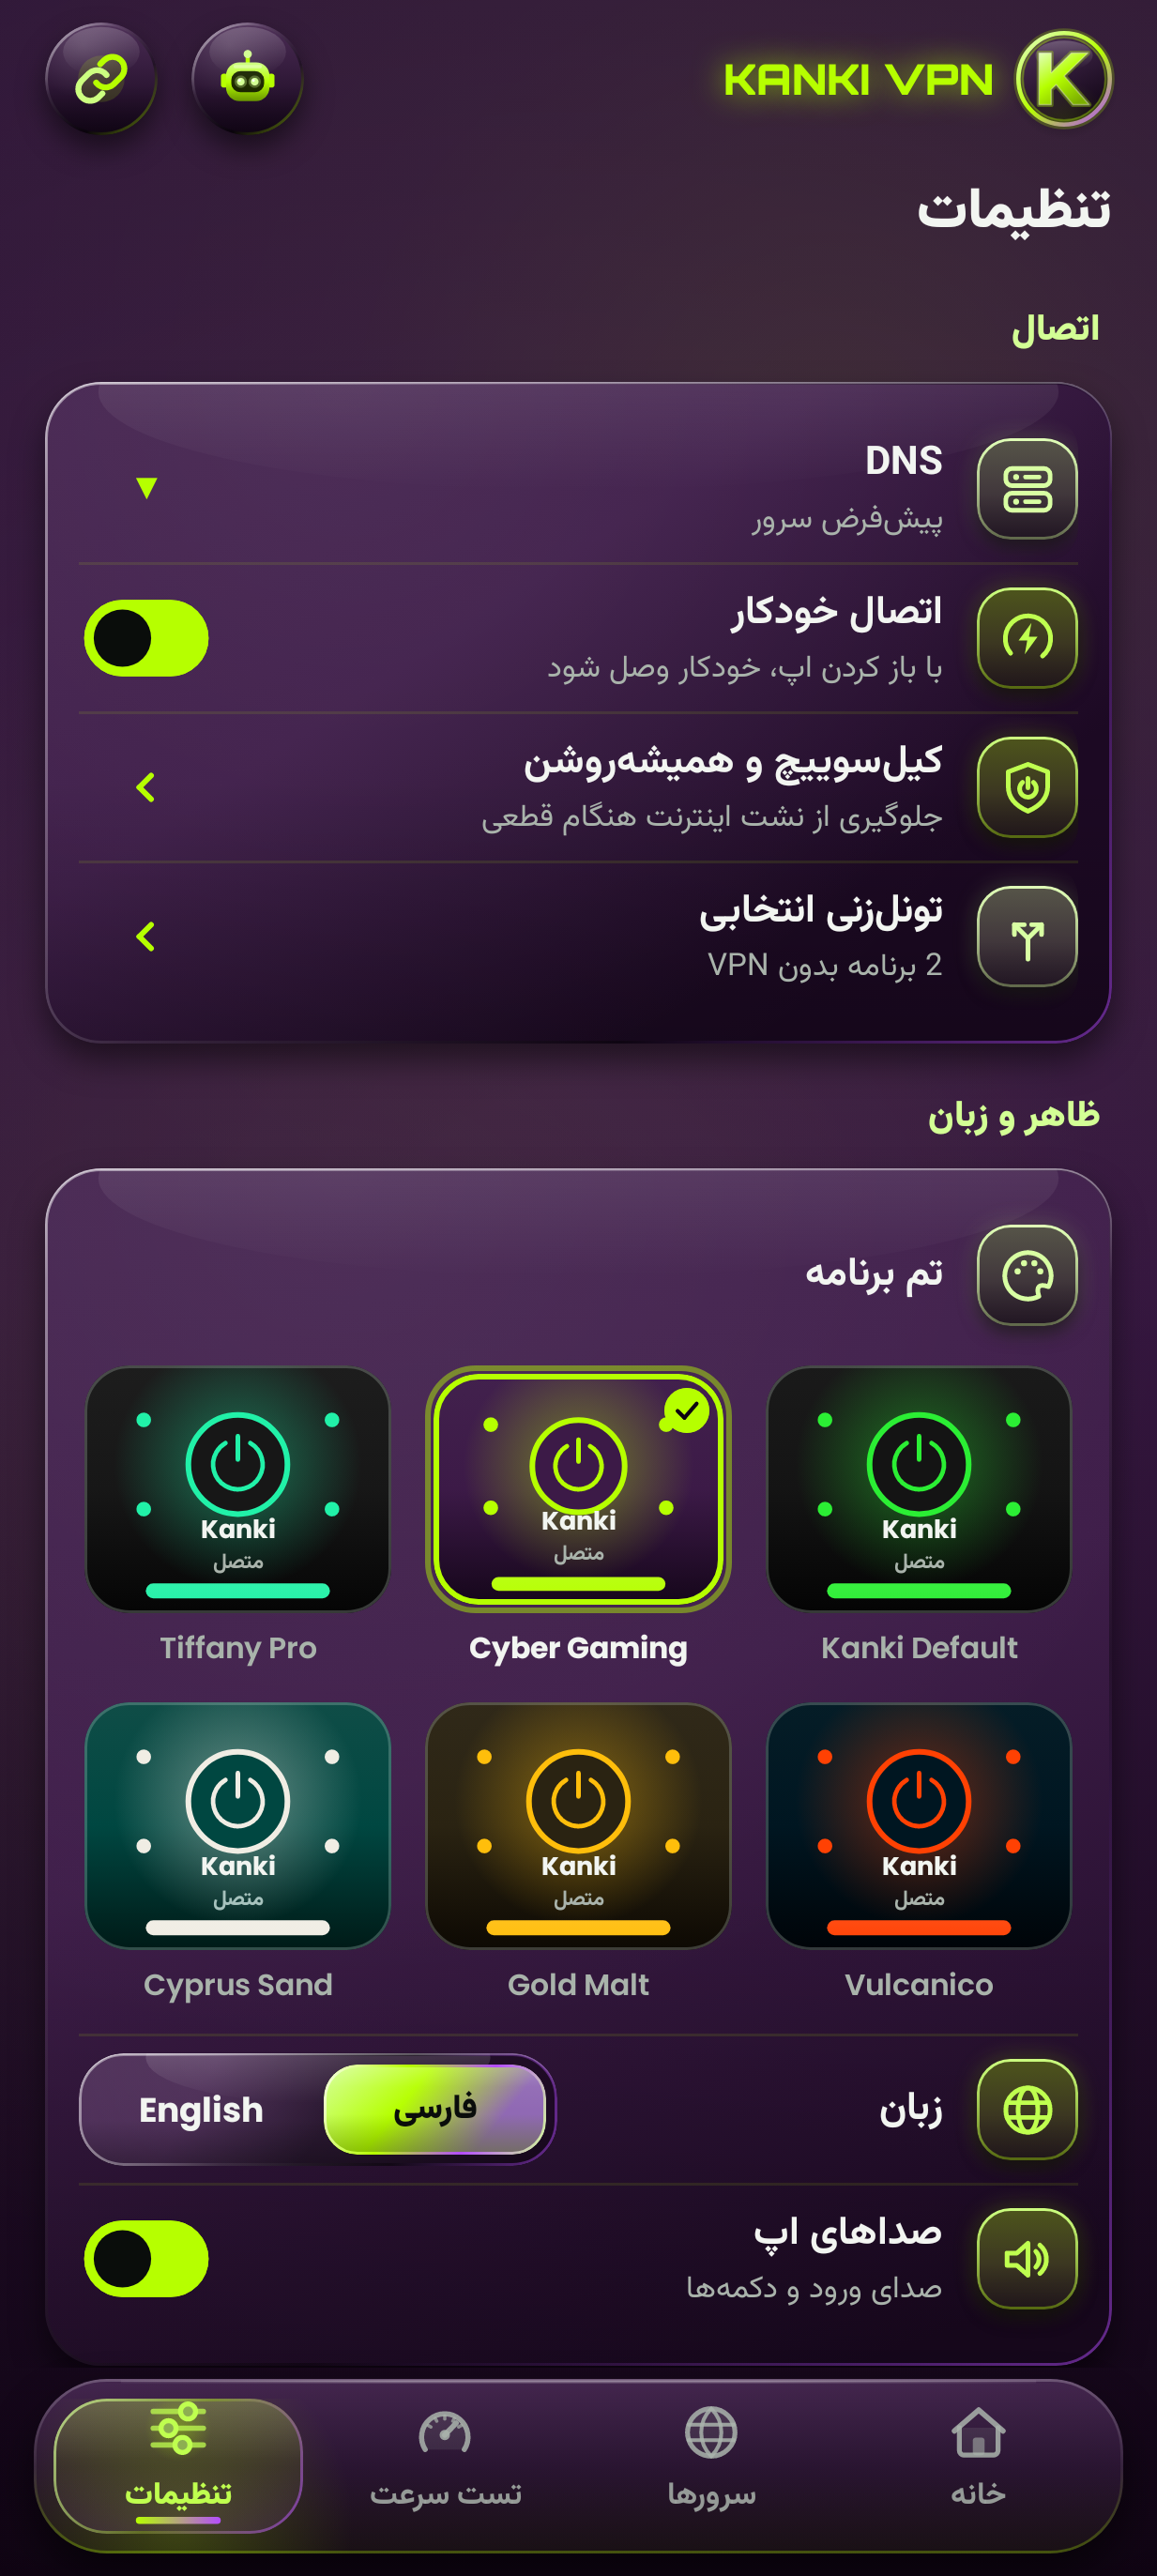 KANKI VPN
تنظیمات
اتصال
DNS
پیش‌فرض سرور
اتصال خودکار
با باز کردن اپ، خودکار وصل شود
کیل‌سوییچ و همیشه‌روشن
جلوگیری از نشت اینترنت هنگام قطعی
تونل‌زنی انتخابی
2 برنامه بدون VPN
ظاهر و زبان
تم برنامه
Kanki
متصل
Kanki Default
Kanki
متصل
Cyber Gaming
Kanki
متصل
Tiffany Pro
Kanki
متصل
Vulcanico
Kanki
متصل
Gold Malt
Kanki
متصل
Cyprus Sand
زبان
فارسی
English
صداهای اپ
صدای ورود و دکمه‌ها
خانه
سرورها
تست سرعت
تنظیمات